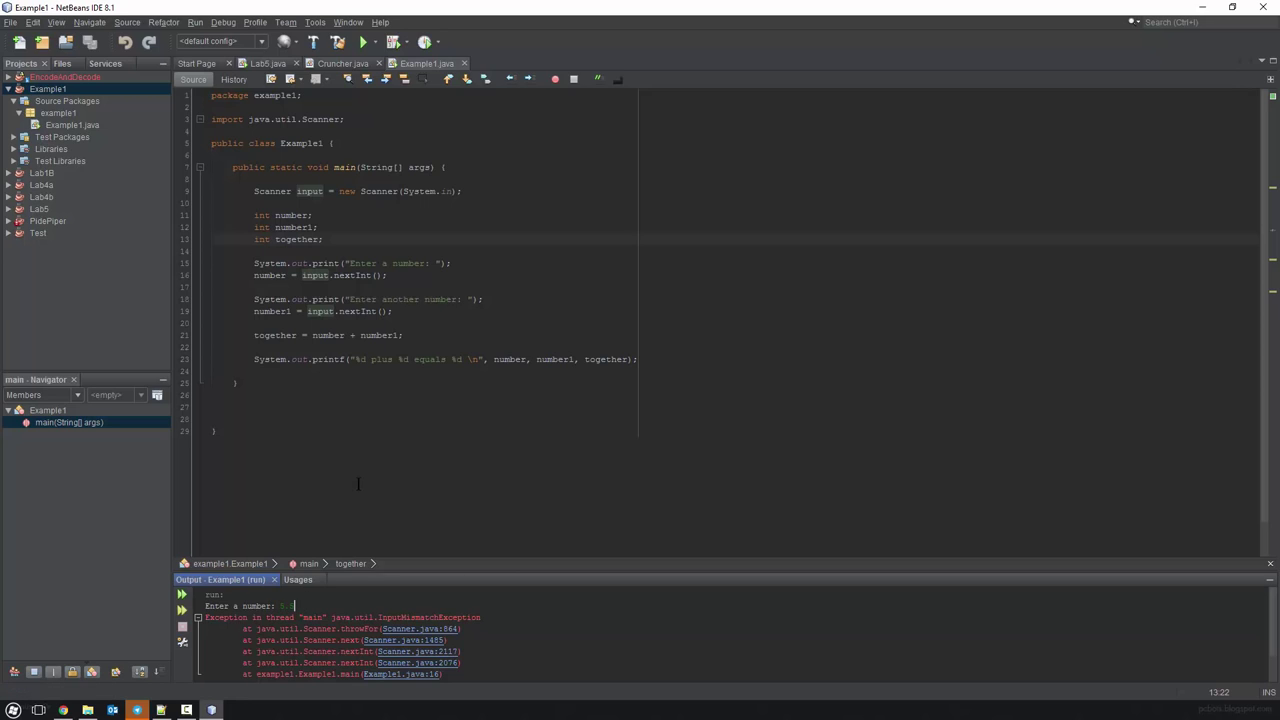 Example1 - NetBeans IDE 8.1
File Edit View Navigate Source Refactor Run Debug Profile Team Tools Window Help
Search (Ctrl+I)
<default config>
Projects Files Services
Start Page Lab5.java Cruncher.java Example1.java
Source History
EncodeAndDecode
Example1
Source Packages
example1
Example1.java
Test Packages
Libraries
Test Libraries
Lab1B
Lab4a
Lab4b
Lab5
PidePiper
Test
1 package example1;
2
3 import java.util.Scanner;
4
5 public class Example1 {
6
7 public static void main(String[] args) {
8
9 Scanner input = new Scanner(System.in);
10
11 int number;
12 int number1;
13 int together;
14
15 System.out.print("Enter a number: ");
16 number = input.nextInt();
17
18 System.out.print("Enter another number: ");
19 number1 = input.nextInt();
20
21 together = number + number1;
22
23 System.out.printf("%d plus %d equals %d \n", number, number1, together);
24
25 }
26
27
28
29 }
main - Navigator
Members <empty>
Example1
main(String[] args)
example1.Example1 main together
Output - Example1 (run) Usages
run:
Enter a number: 5.5
Exception in thread "main" java.util.InputMismatchException
at java.util.Scanner.throwFor(Scanner.java:864)
at java.util.Scanner.next(Scanner.java:1485)
at java.util.Scanner.nextInt(Scanner.java:2117)
at java.util.Scanner.nextInt(Scanner.java:2076)
at example1.Example1.main(Example1.java:16)
13:22 INS